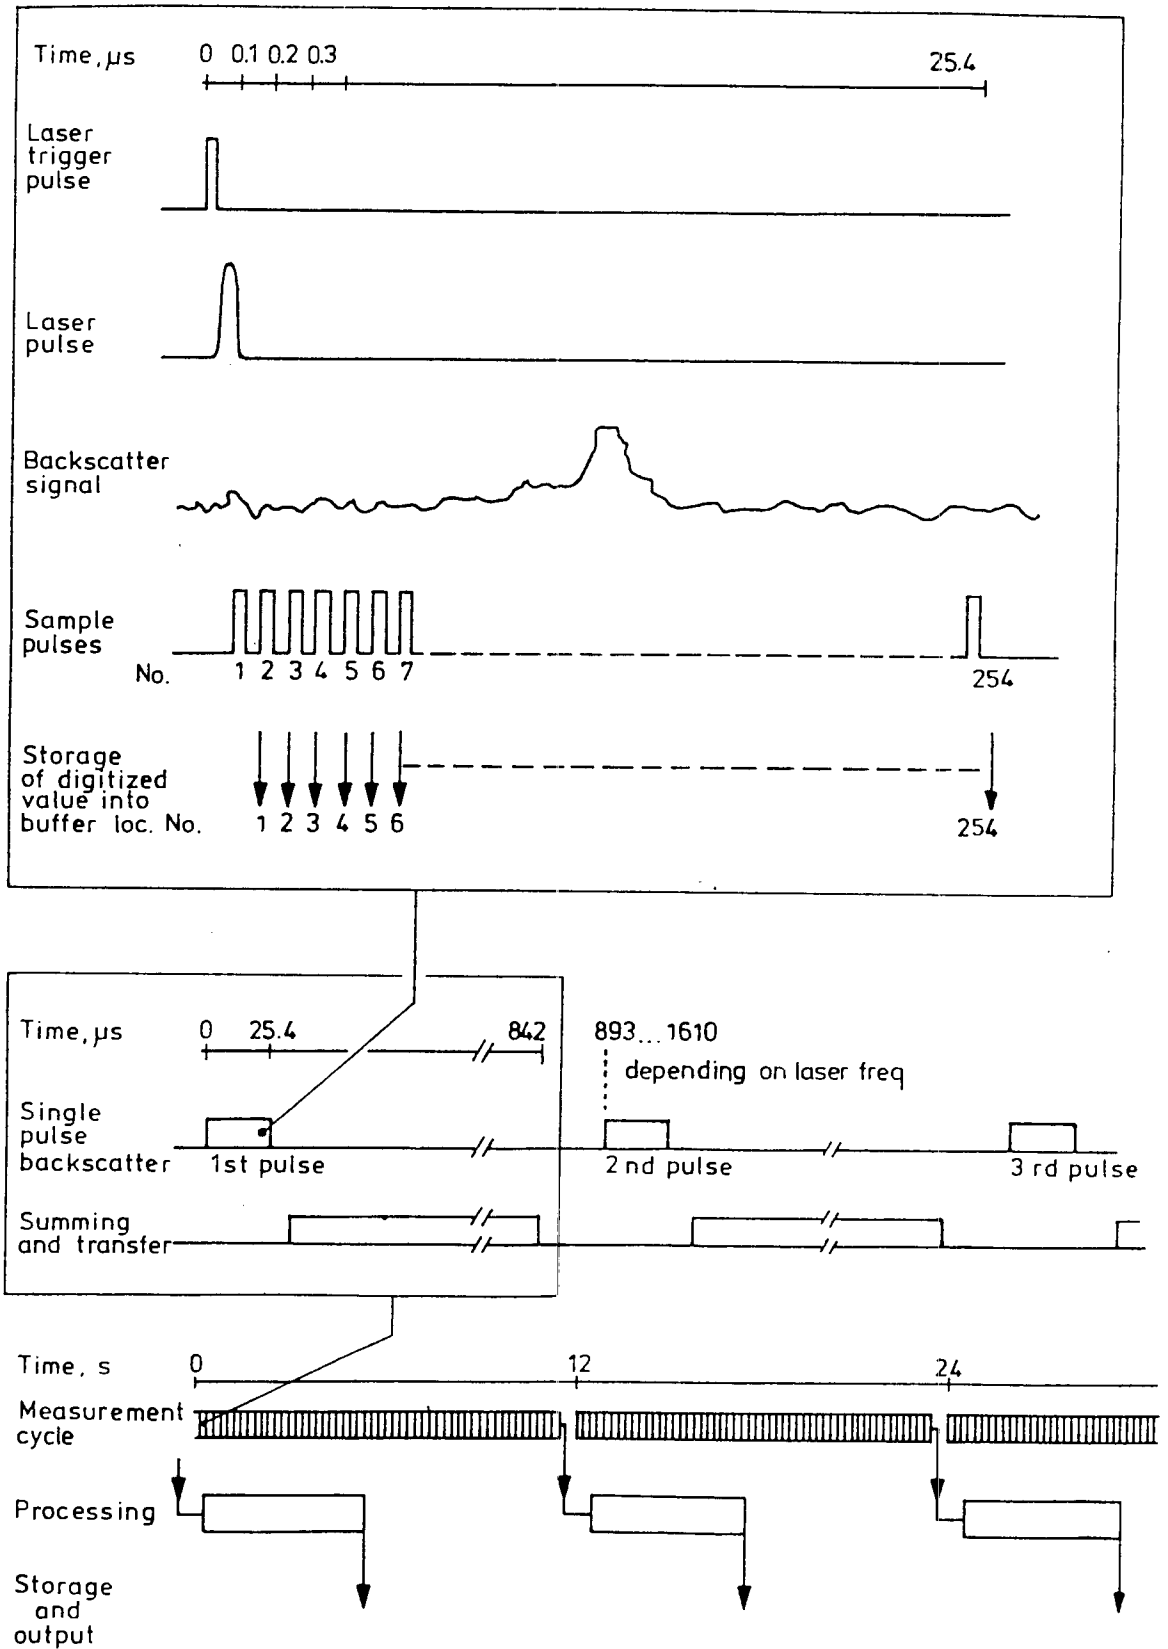 Time, μs 0 0.1 0.2 0.3 25.4
Laser
trigger
pulse
Laser
pulse
Backscatter
signal
Sample
pulses
No. 1 2 3 4 5 6 7 254
Storage
of digitized
value into
buffer loc. No. 1 2 3 4 5 6 254
Time, μs 0 25.4 842 893...1610
depending on laser freq
Single
pulse
backscatter 1st pulse 2nd pulse 3rd pulse
Summing
and transfer
Time, s 0 12 24
Measurement
cycle
Processing
Storage
and
output